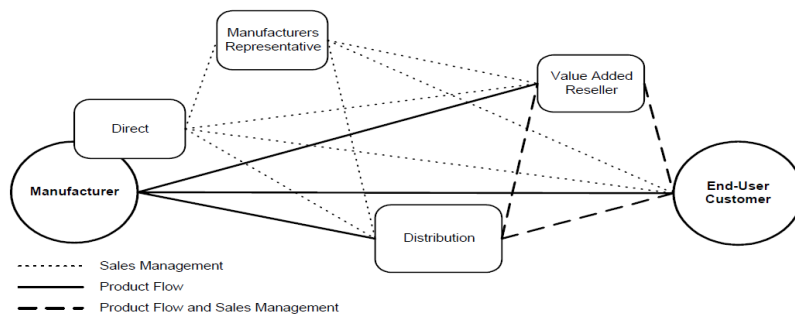 Manufacturers
Representative
Value Added
Reseller
Direct
Manufacturer
End-User
Customer
Distribution
Sales Management
Product Flow
Product Flow and Sales Management